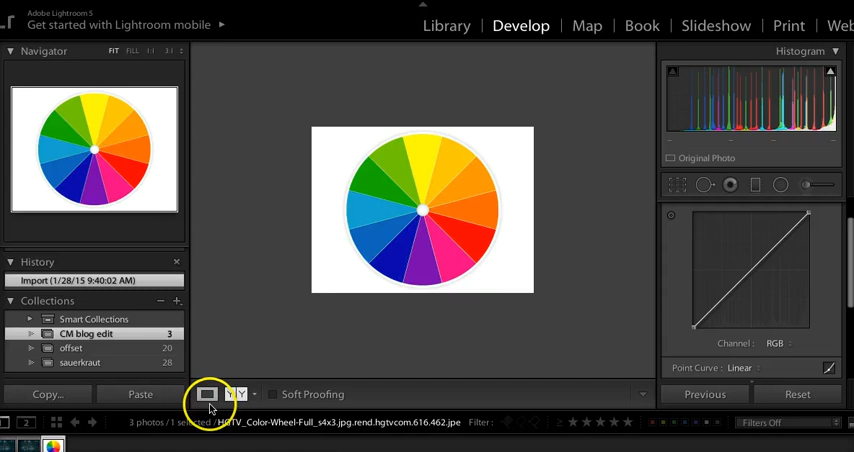 Adobe Lightroom 5
Get started with Lightroom mobile
Library | Develop | Map | Book | Slideshow | Print | Web
Navigator FIT FILL 1:1 3:1
Histogram
Original Photo
History
Import (1/28/15 9:40:02 AM)
Collections
Smart Collections
CM blog edit 3
offset 20
sauerkraut 28
Channel : RGB
Point Curve : Linear
Copy... Paste
Y Y
Soft Proofing
Previous Reset
2
3 photos / 1 selected / HGTV_Color-Wheel-Full_s4x3.jpg.rend.hgtvcom.616.462.jpeg
Filter :
Filters Off